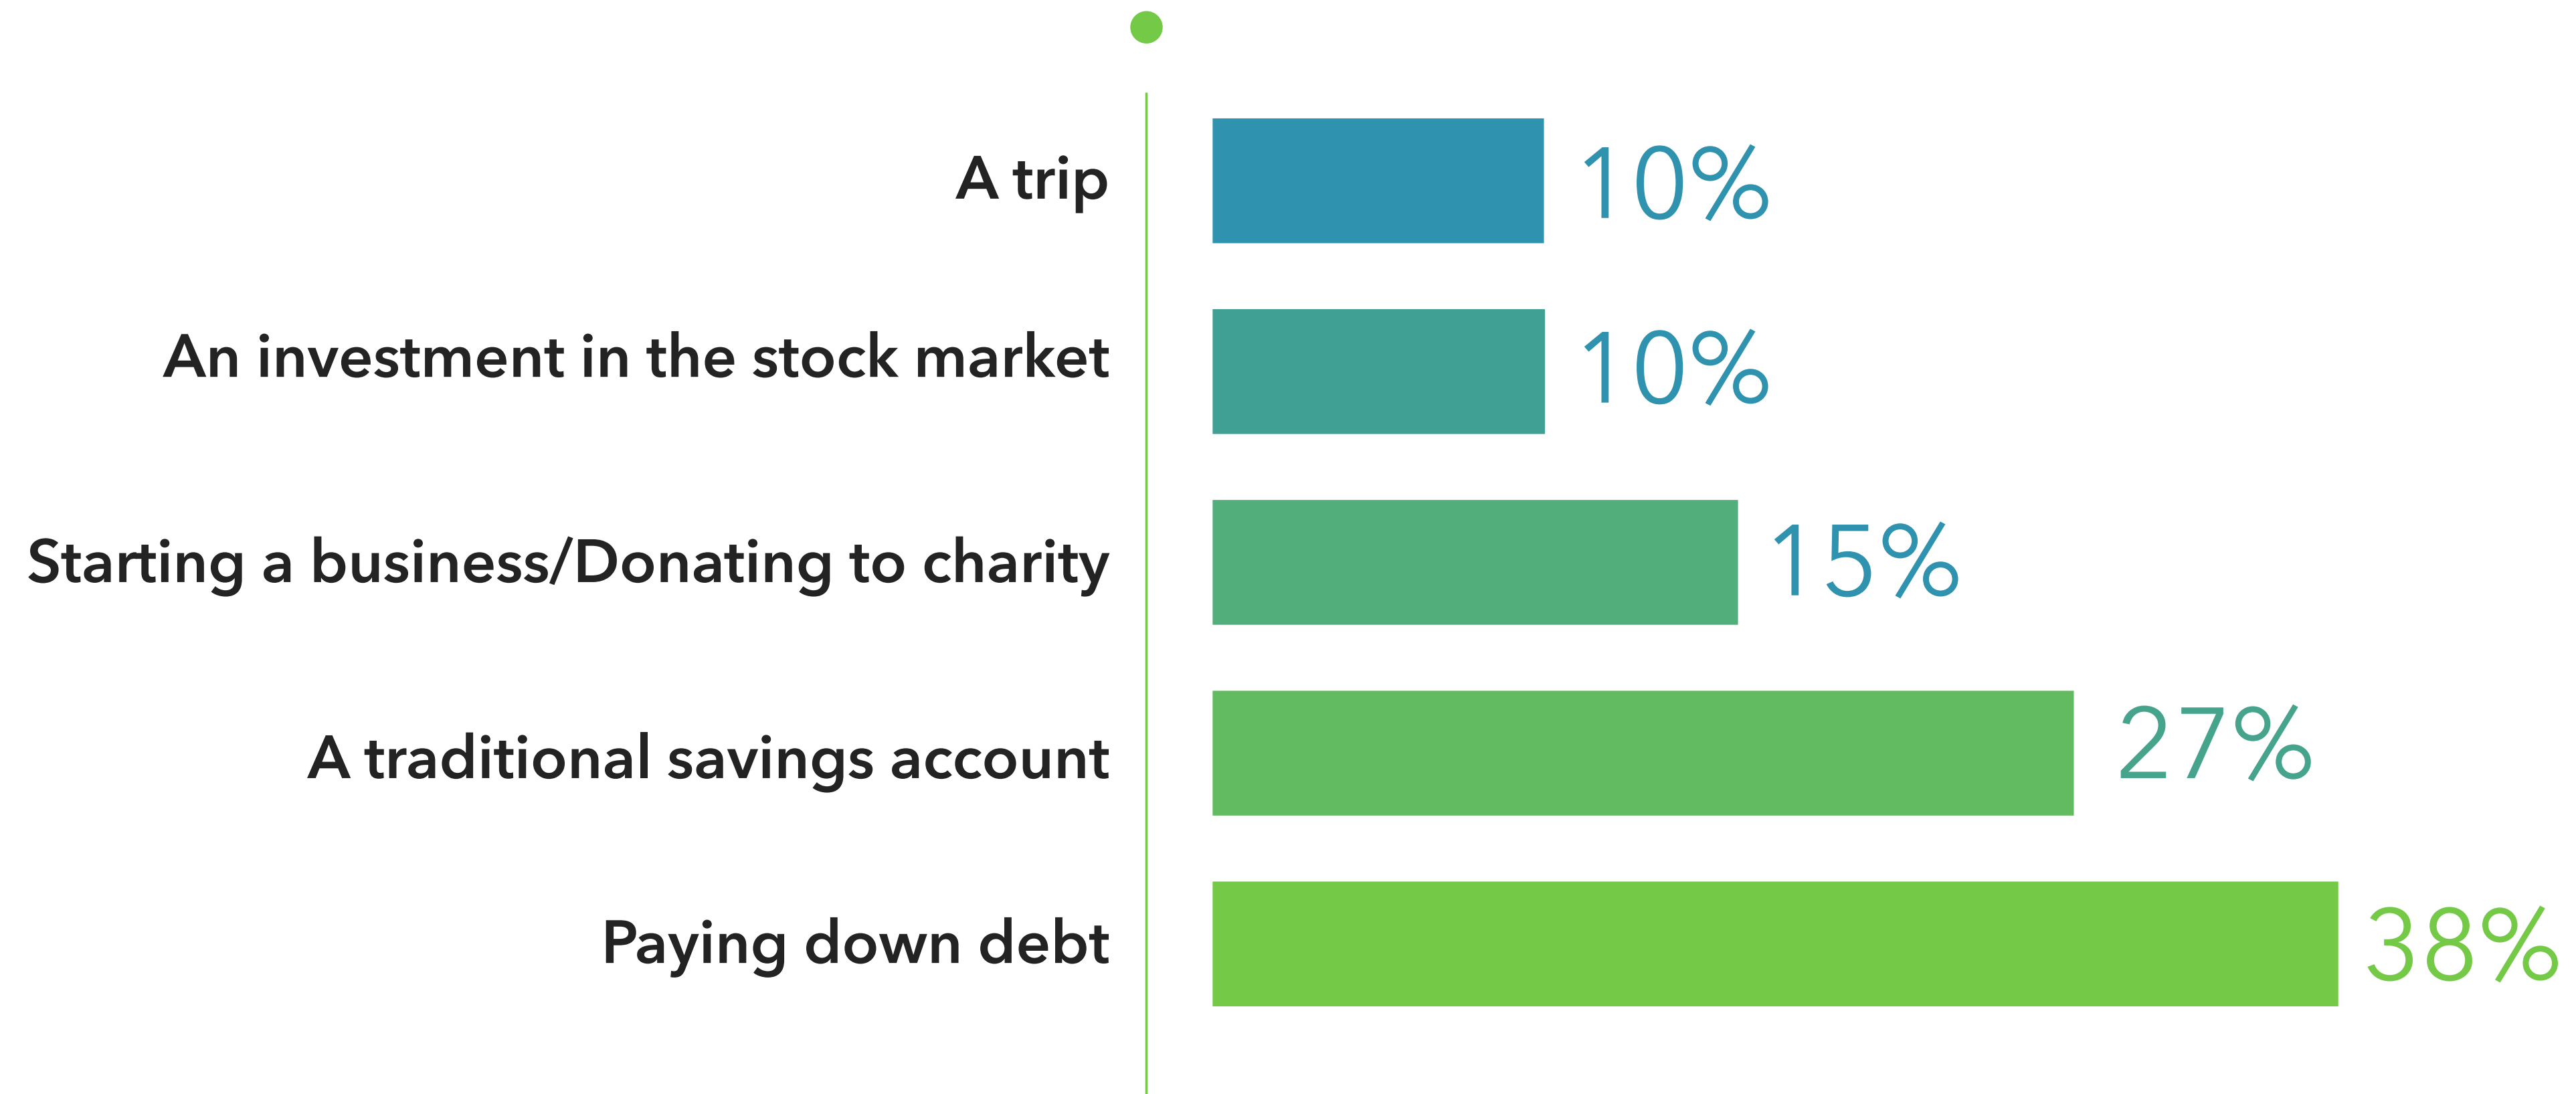 A trip 10%
An investment in the stock market 10%
Starting a business/Donating to charity 15%
A traditional savings account 27%
Paying down debt 38%